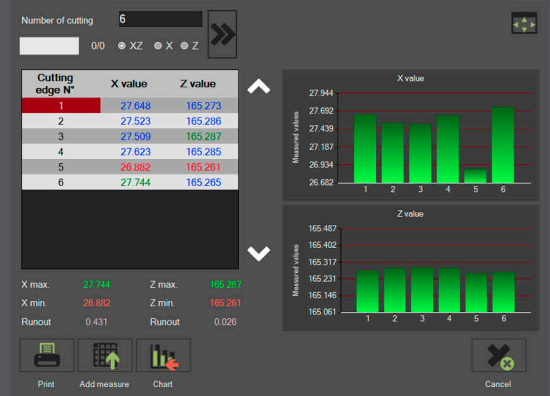 Number of cutting 6
0/0 XZ X Z
Cutting edge N° X value Z value
1 27.648 165.273
2 27.523 165.286
3 27.509 165.287
4 27.623 165.285
5 26.882 165.261
6 27.744 165.265
X max. 27.744 Z max. 165.287
X min. 26.882 Z min. 165.261
Runout 0.431 Runout 0.026
X value
Measured values
27.944
27.692
27.439
27.187
26.934
26.682
1 2 3 4 5 6
Z value
Measured values
165.487
165.402
165.317
165.231
165.146
165.061
1 2 3 4 5 6
Print Add measure Chart Cancel